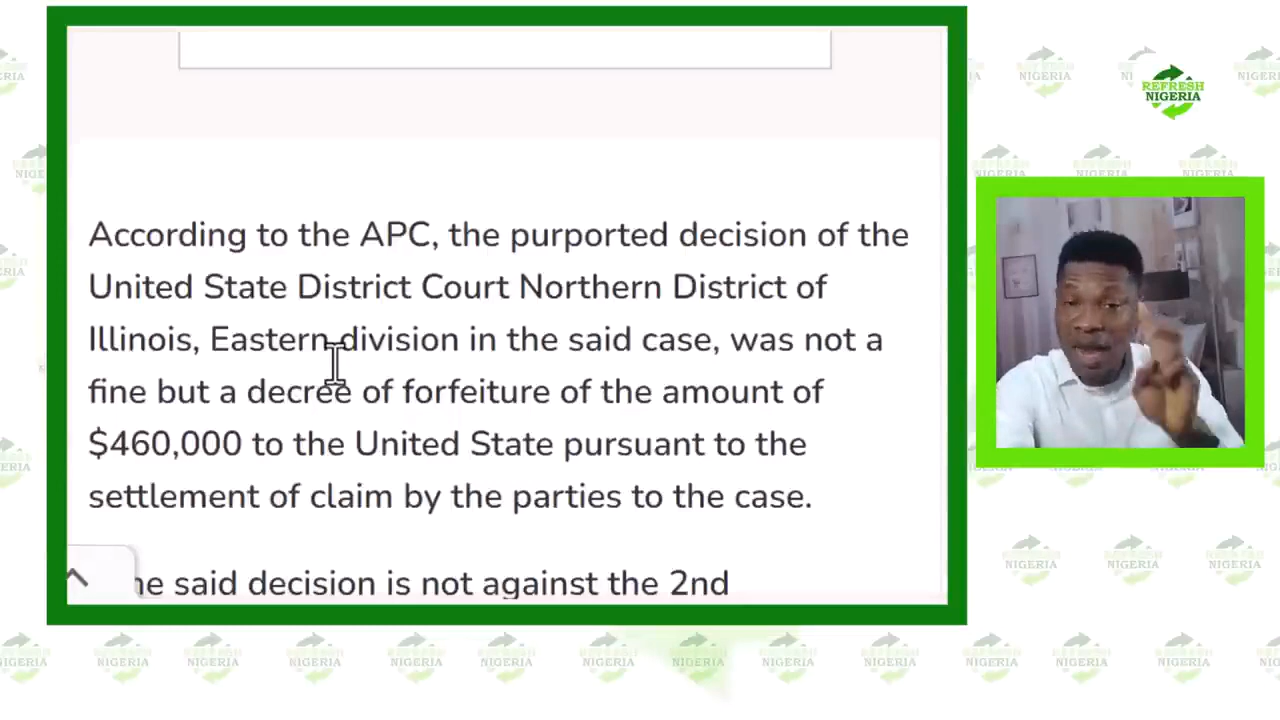 REFRESH
NIGERIA
According to the APC, the purported decision of the
United State District Court Northern District of
Illinois, Eastern division in the said case, was not a
fine but a decree of forfeiture of the amount of
$460,000 to the United State pursuant to the
settlement of claim by the parties to the case.
he said decision is not against the 2nd